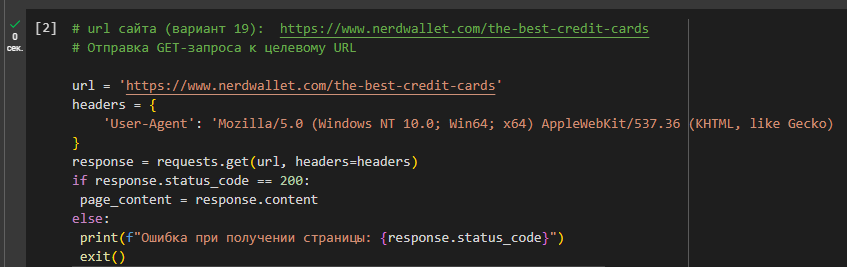 [2] # url сайта (вариант 19): https://www.nerdwallet.com/the-best-credit-cards
0
сек.
# Отправка GET-запроса к целевому URL
url = 'https://www.nerdwallet.com/the-best-credit-cards'
headers = {
    'User-Agent': 'Mozilla/5.0 (Windows NT 10.0; Win64; x64) AppleWebKit/537.36 (KHTML, like Gecko)
}
response = requests.get(url, headers=headers)
if response.status_code == 200:
 page_content = response.content
else:
 print(f"Ошибка при получении страницы: {response.status_code}")
 exit()